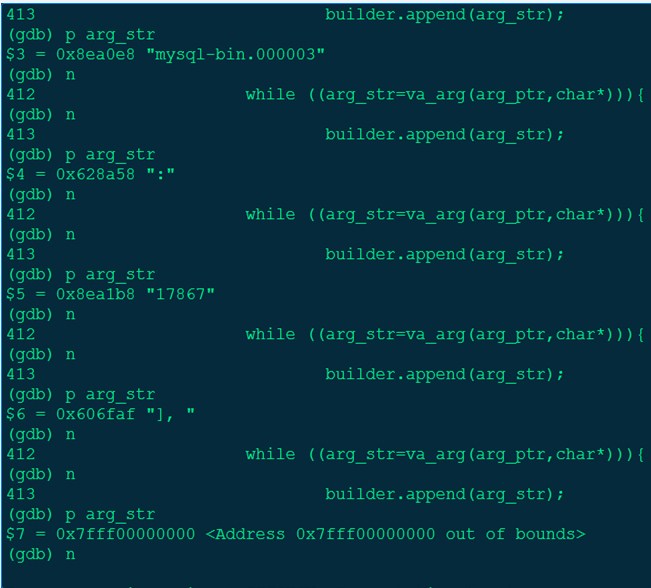 413                             builder.append(arg_str);
(gdb) p arg_str
$3 = 0x8ea0e8 "mysql-bin.000003"
(gdb) n
412                     while ((arg_str=va_arg(arg_ptr,char*))){
(gdb) n
413                             builder.append(arg_str);
(gdb) p arg_str
$4 = 0x628a58 ":"
(gdb) n
412                     while ((arg_str=va_arg(arg_ptr,char*))){
(gdb) n
413                             builder.append(arg_str);
(gdb) p arg_str
$5 = 0x8ea1b8 "17867"
(gdb) n
412                     while ((arg_str=va_arg(arg_ptr,char*))){
(gdb) n
413                             builder.append(arg_str);
(gdb) p arg_str
$6 = 0x606faf "], "
(gdb) n
412                     while ((arg_str=va_arg(arg_ptr,char*))){
(gdb) n
413                             builder.append(arg_str);
(gdb) p arg_str
$7 = 0x7fff00000000 <Address 0x7fff00000000 out of bounds>
(gdb) n